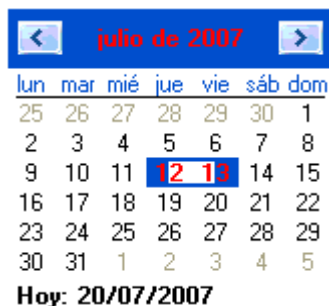 julio de 2007
lun mar mié jue vie sáb dom
25 26 27 28 29 30 1
2 3 4 5 6 7 8
9 10 11 12 13 14 15
16 17 18 19 20 21 22
23 24 25 26 27 28 29
30 31 1 2 3 4 5
Hoy: 20/07/2007